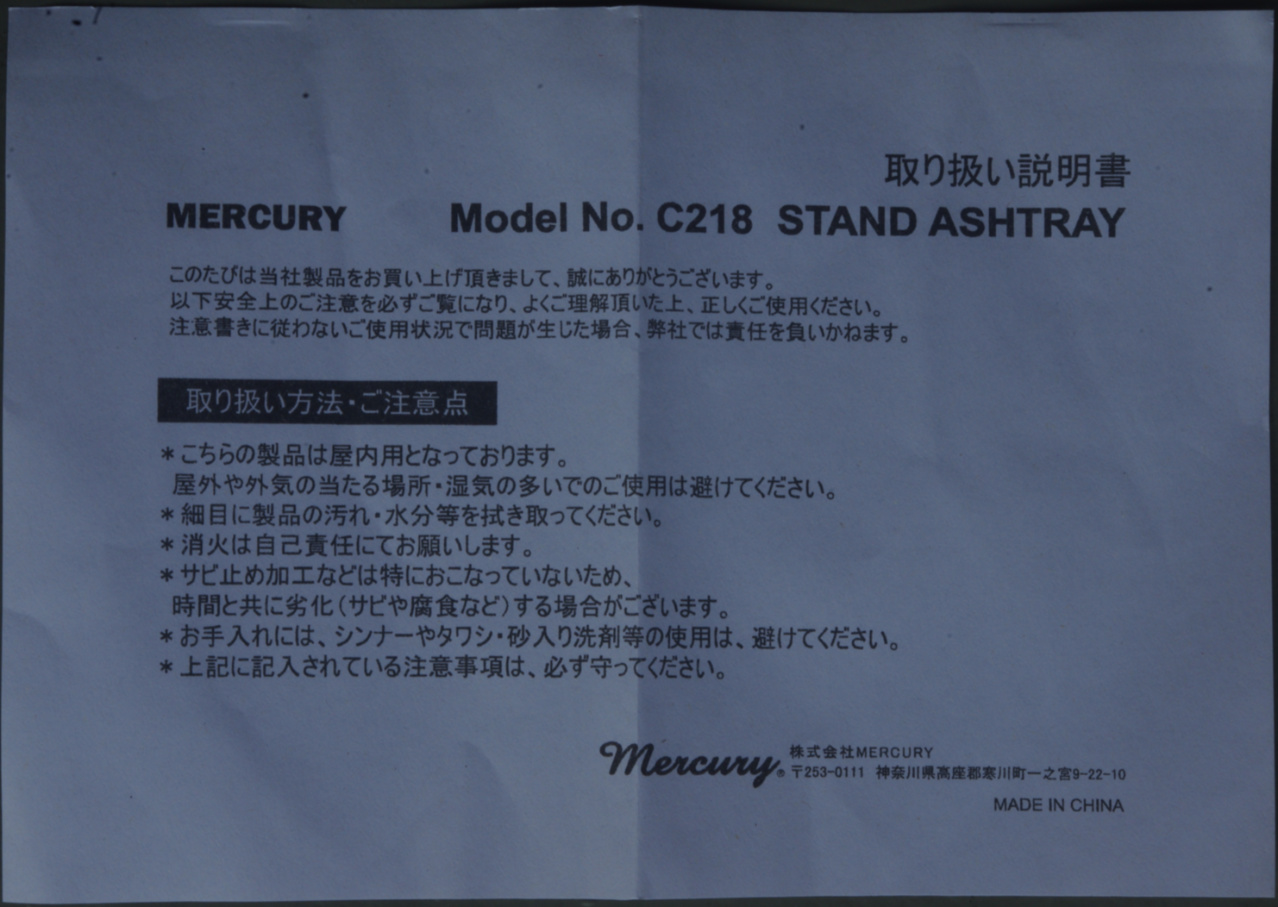 取り扱い説明書
MERCURY Model No. C218 STAND ASHTRAY
このたびは当社製品をお買い上げ頂きまして、誠にありがとうございます。
以下安全上のご注意を必ずご覧になり、よくご理解頂いた上、正しくご使用ください。
注意書きに従わないご使用状況で問題が生じた場合、弊社では責任を負いかねます。
取り扱い方法・ご注意点
＊こちらの製品は屋内用となっております。
屋外や外気の当たる場所・湿気の多いでのご使用は避けてください。
＊細目に製品の汚れ・水分等を拭き取ってください。
＊消火は自己責任にてお願いします。
＊サビ止め加工などは特におこなっていないため、
時間と共に劣化（サビや腐食など）する場合がございます。
＊お手入れには、シンナーやタワシ・砂入り洗剤等の使用は、避けてください。
＊上記に記入されている注意事項は、必ず守ってください。
Mercury® 株式会社MERCURY
〒253-0111 神奈川県高座郡寒川町一之宮9-22-10
MADE IN CHINA